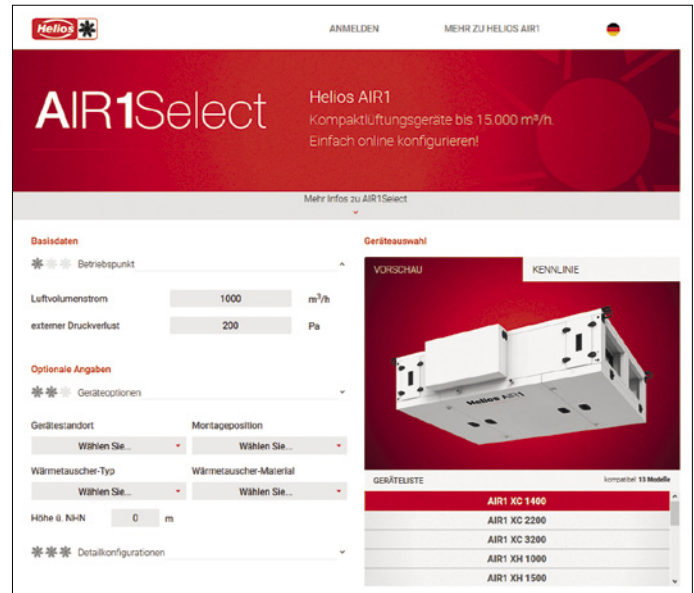 Helios
ANMELDEN
MEHR ZU HELIOS AIR1
AIR1Select
Helios AIR1
Kompaktlüftungsgeräte bis 15.000 m³/h.
Einfach online konfigurieren!
Mehr Infos zu AIR1Select
Basisdaten
Betriebspunkt
Luftvolumenstrom 1000 m³/h
externer Druckverlust 200 Pa
Optionale Angaben
Geräteoptionen
Gerätestandort Montageposition
Wählen Sie... Wählen Sie...
Wärmetauscher-Typ Wärmetauscher-Material
Wählen Sie... Wählen Sie...
Höhe ü. NHN 0 m
Detailkonfigurationen
Geräteauswahl
VORSCHAU KENNLINIE
Helios AIR1
GERÄTELISTE kompatibel 13 Modelle
AIR1 XC 1400
AIR1 XC 2200
AIR1 XC 3200
AIR1 XH 1000
AIR1 XH 1500